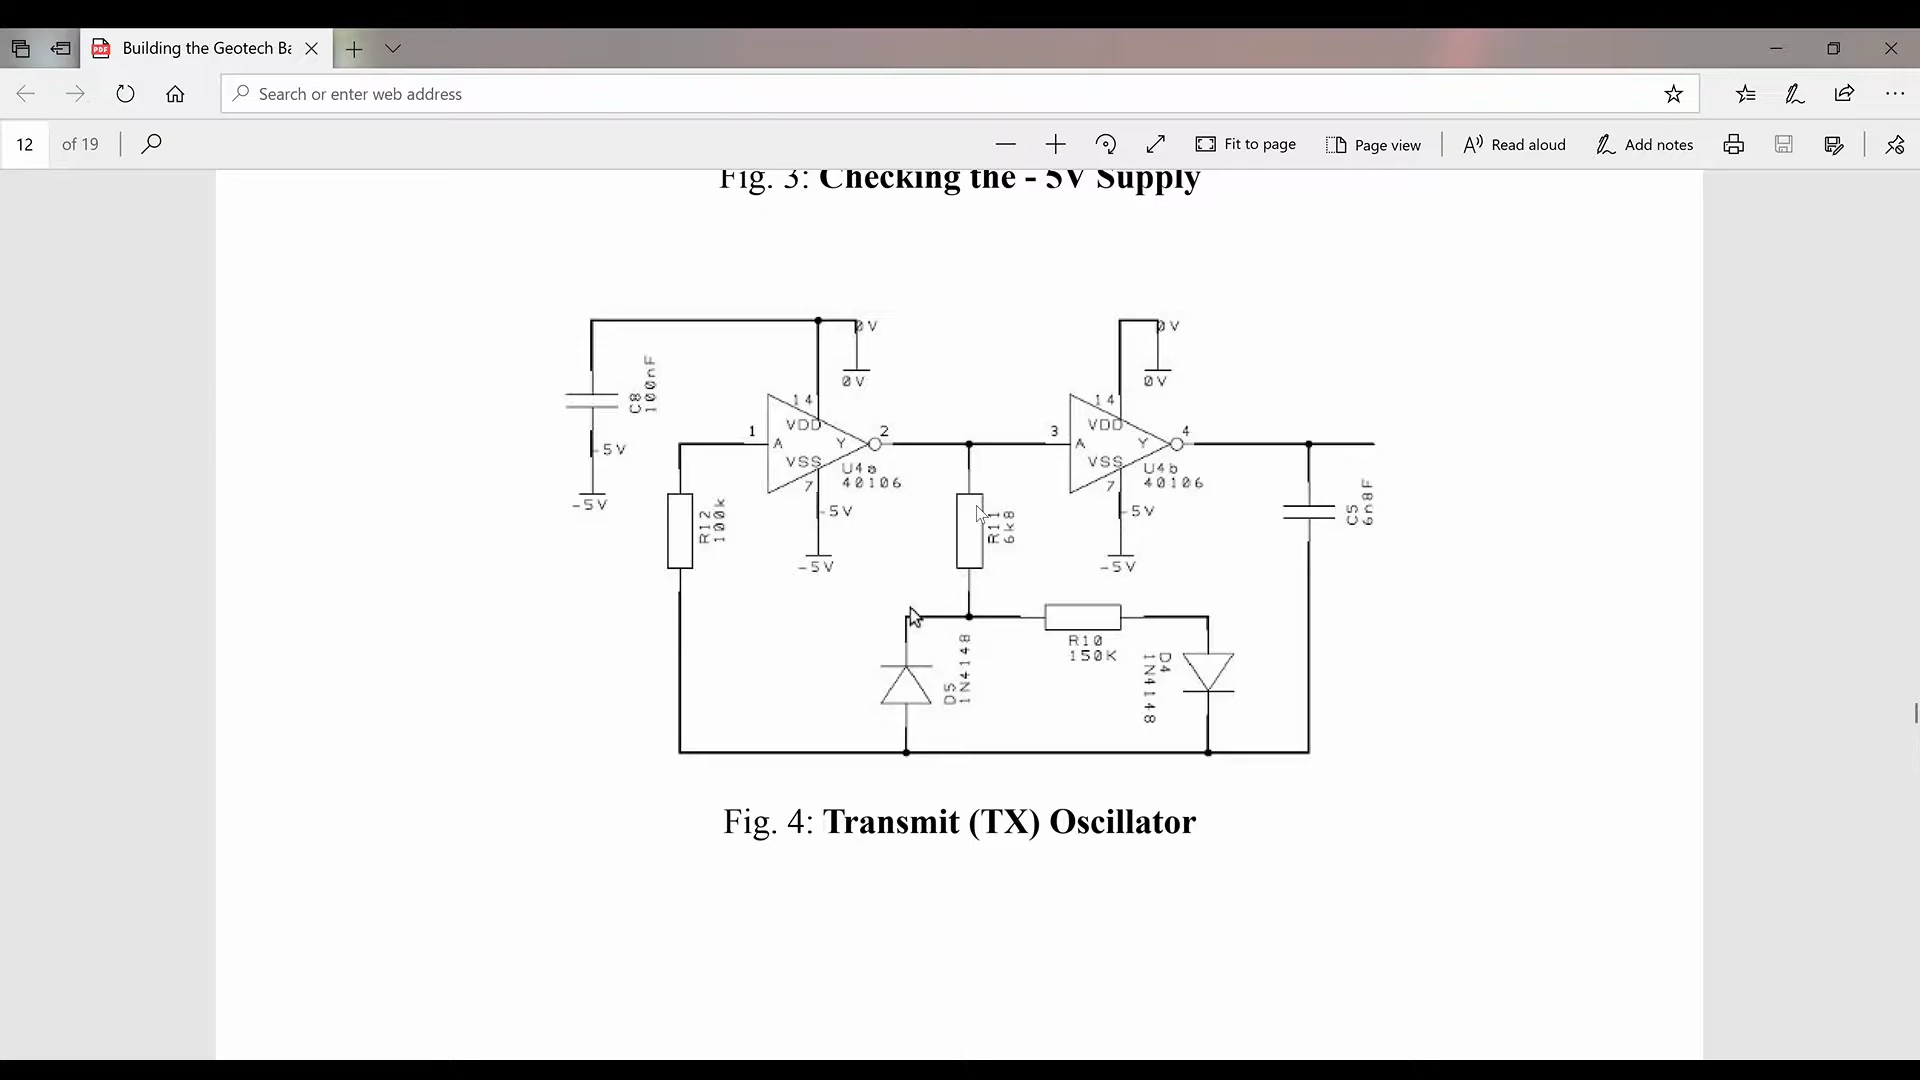 Building the Geotech Ba
Search or enter web address
12 of 19
Fit to page
Page view
Read aloud
Add notes
Fig. 3: Checking the - 5V Supply
0V
0V
0V
0V
C8
100nF
-5V
-5V
1
14
VDD
A
Y
2
VSS
7
U4a
40106
-5V
-5V
R12
100k
R11
6k8
3
14
VDD
A
Y
4
VSS
7
U4b
40106
-5V
-5V
C5
6n8F
R10
150K
D5
1N4148
D4
1N4148
Fig. 4: Transmit (TX) Oscillator